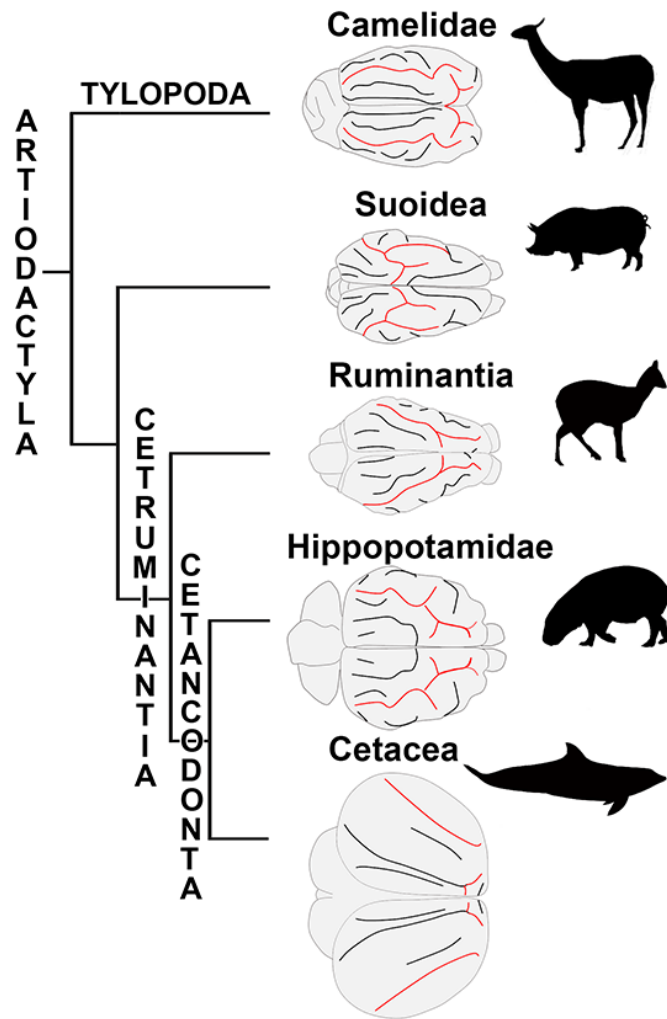 Camelidae
TYLOPODA
ARTIODACTYLA
Suoidea
Ruminantia
CETRUMINANTIA
Hippopotamidae
CETANCODONTA
Cetacea